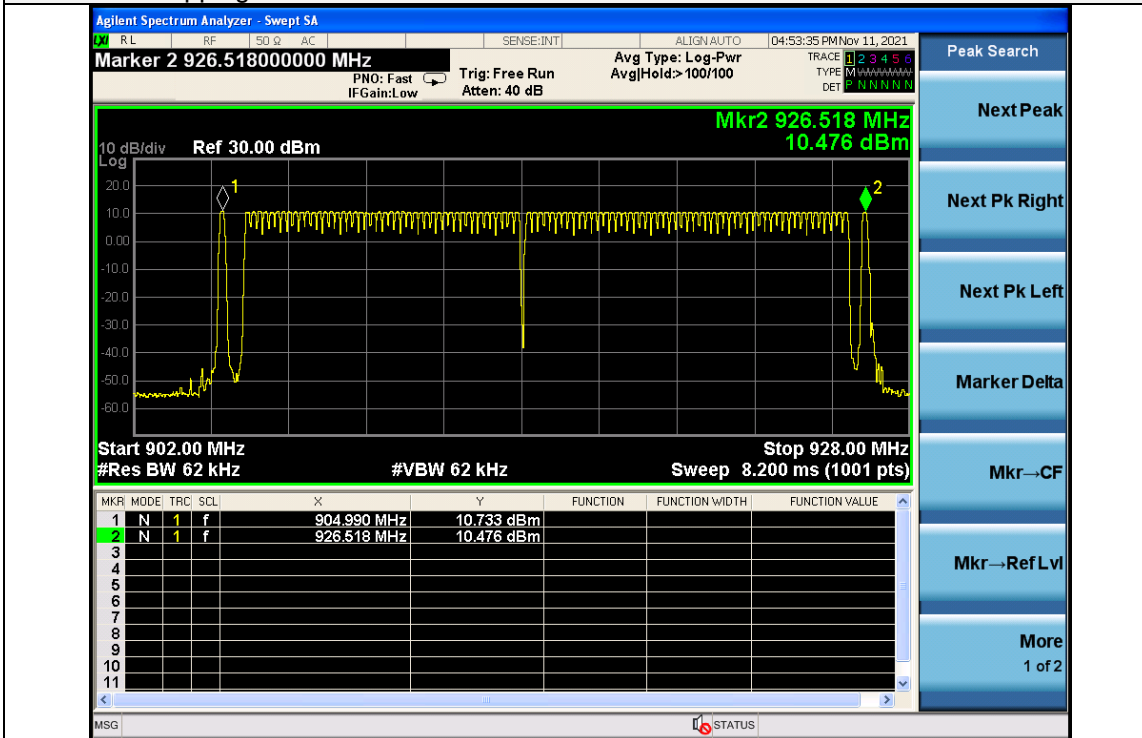 Agilent Spectrum Analyzer - Swept SA
LXI RL RF 50 Ω AC SENSE:INT ALIGN AUTO 04:53:35 PM Nov 11, 2021
Marker 2 926.518000000 MHz
PNO: Fast
IFGain:Low
Trig: Free Run
Atten: 40 dB
Avg Type: Log-Pwr
Avg|Hold:>100/100
TRACE 1 2 3 4 5 6
TYPE M
DET P N N N N N
Mkr2 926.518 MHz
10.476 dBm
10 dB/div Ref 30.00 dBm
Log
20.0
10.0
0.00
-10.0
-20.0
-30.0
-40.0
-50.0
-60.0
1
2
Start 902.00 MHz Stop 928.00 MHz
#Res BW 62 kHz #VBW 62 kHz Sweep 8.200 ms (1001 pts)
MKR MODE TRC SCL X Y FUNCTION FUNCTION WIDTH FUNCTION VALUE
1 N 1 f 904.990 MHz 10.733 dBm
2 N 1 f 926.518 MHz 10.476 dBm
3
4
5
6
7
8
9
10
11
MSG STATUS
Peak Search
Next Peak
Next Pk Right
Next Pk Left
Marker Delta
Mkr→CF
Mkr→Ref Lvl
More
1 of 2